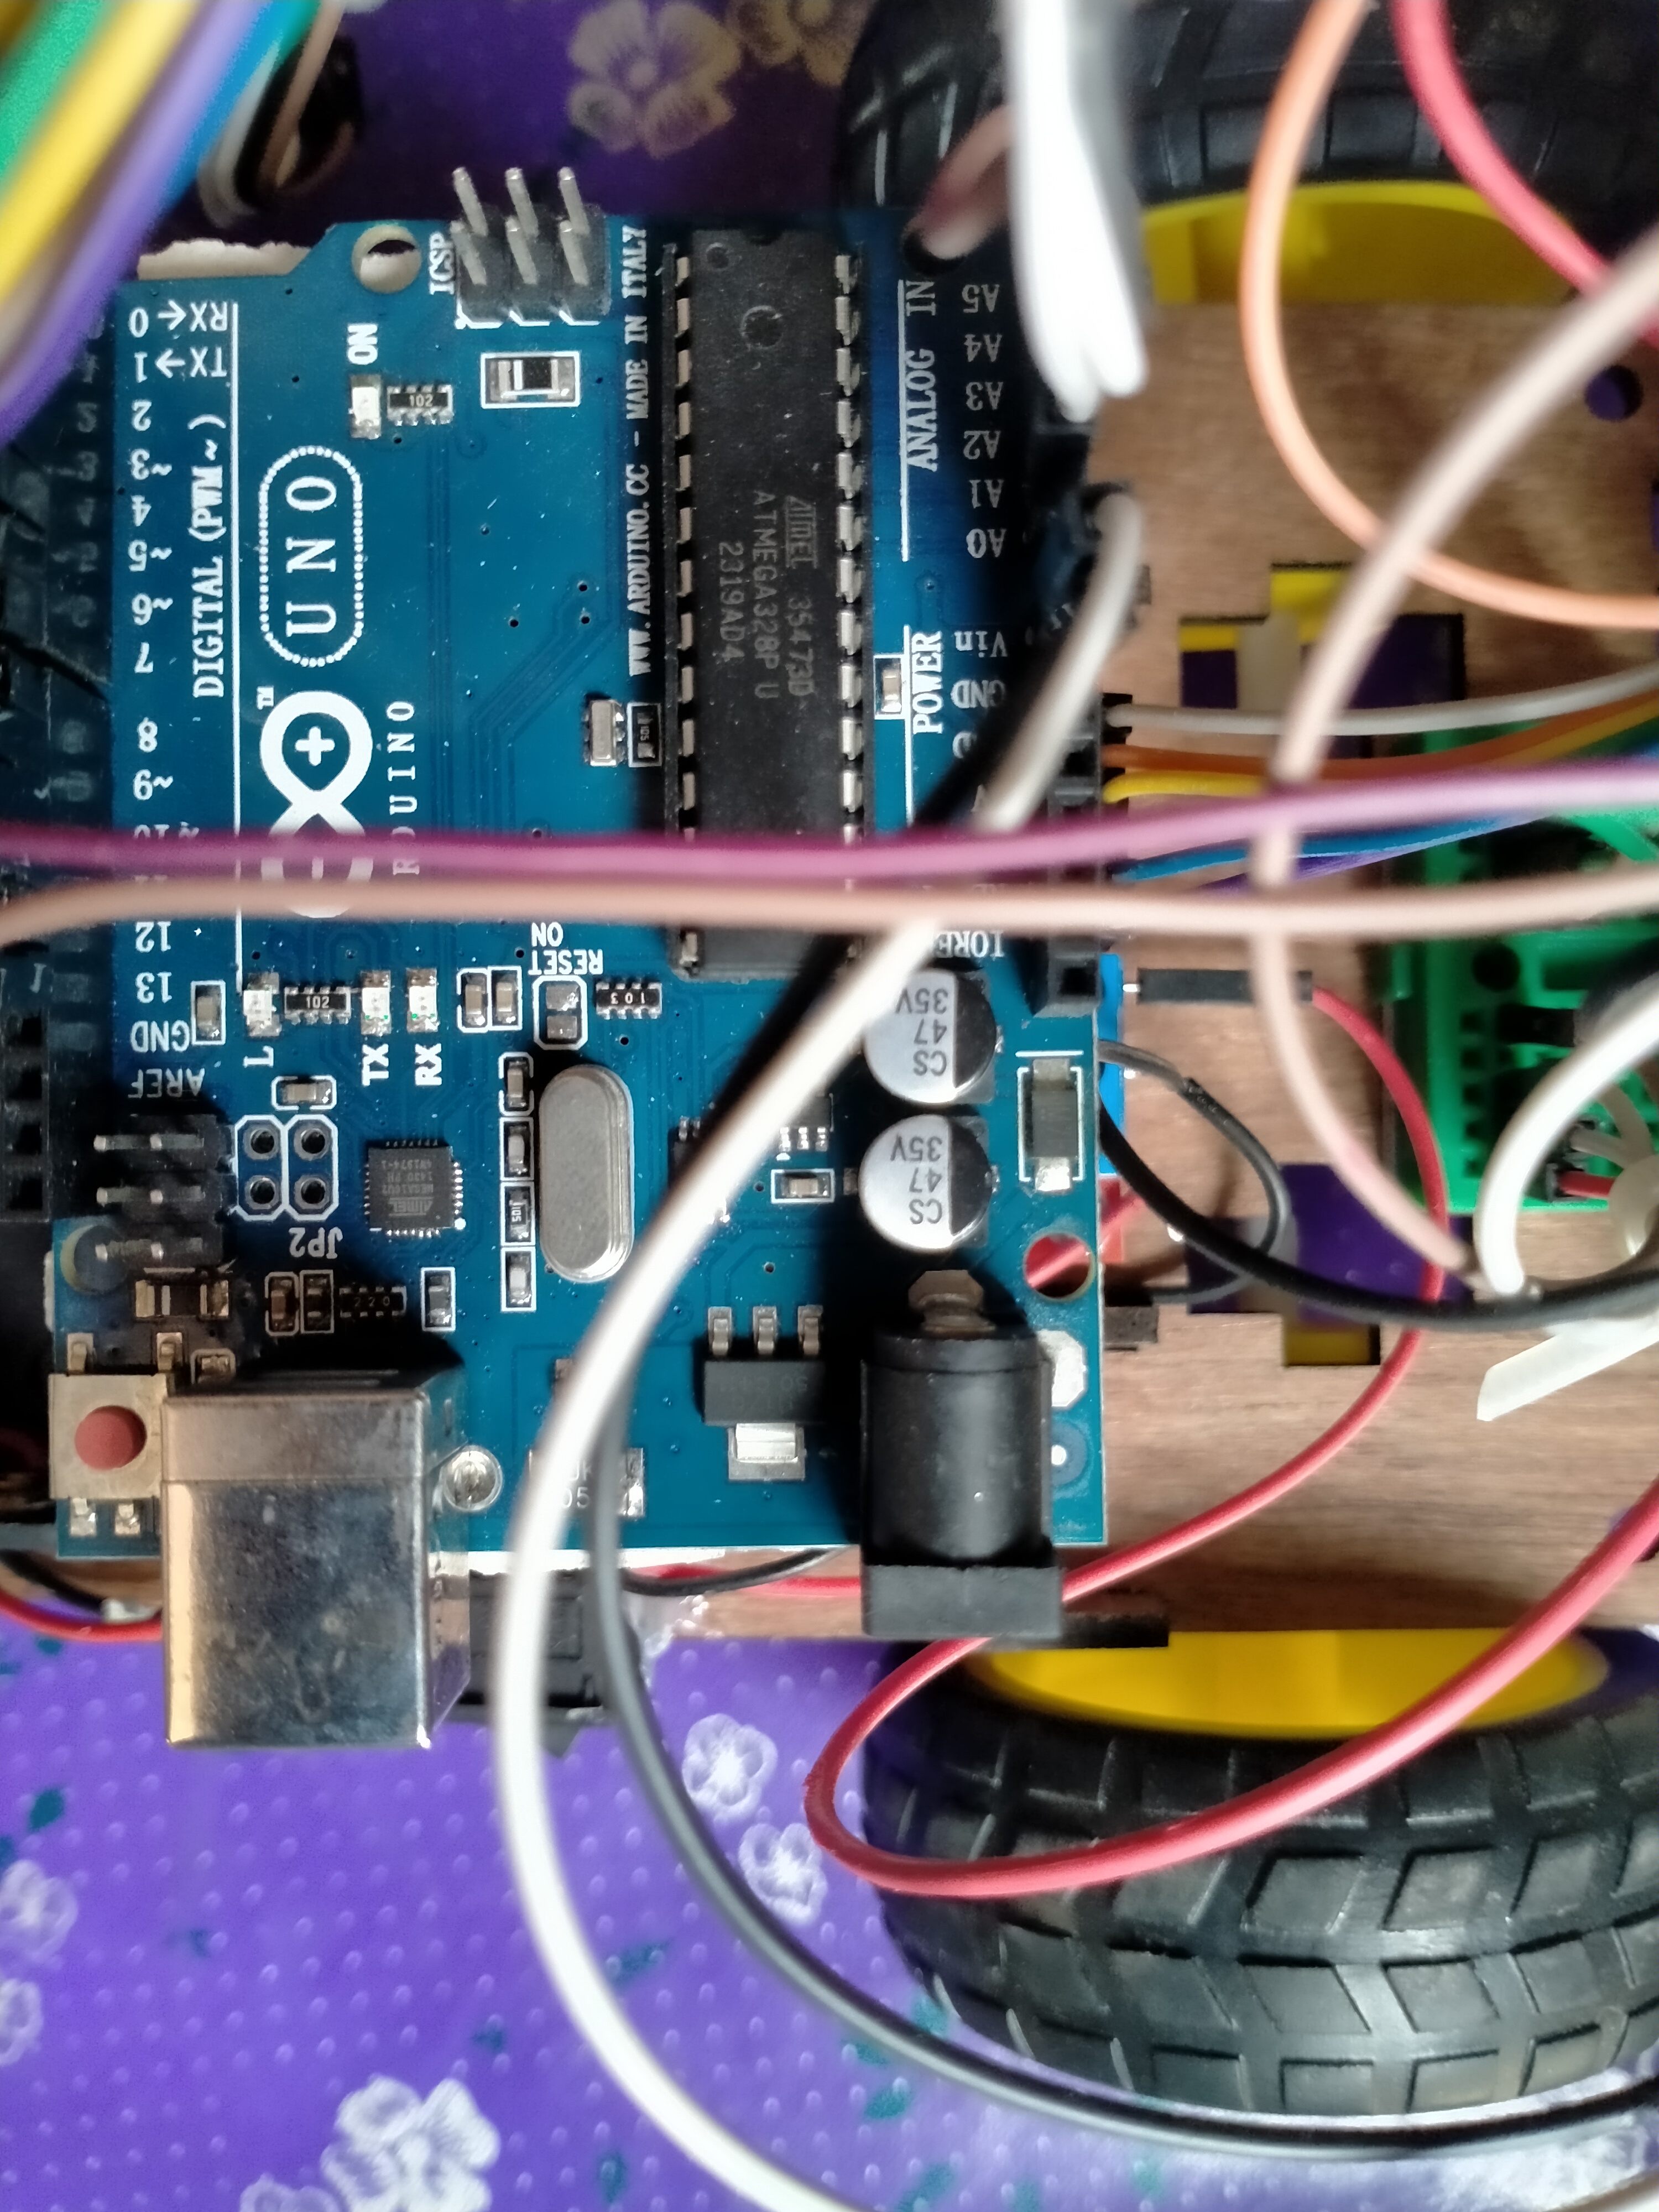 ICSP
ON
102
RX←0
TX→1
2
~3
4
~5
~6
7
8
~9
12
13
GND
AREF
DIGITAL (PWM~)
UNO
TM
WWW.ARDUINO.CC - MADE IN ITALY
ATMEL 35473D
ATMEGA328P U
2319AD4
ANALOG IN
A5
A4
A3
A2
A1
A0
POWER
Vin
GND
RESET
ON
103
102
L
TX
RX
JP2
220
35V
47
CS
35V
47
CS